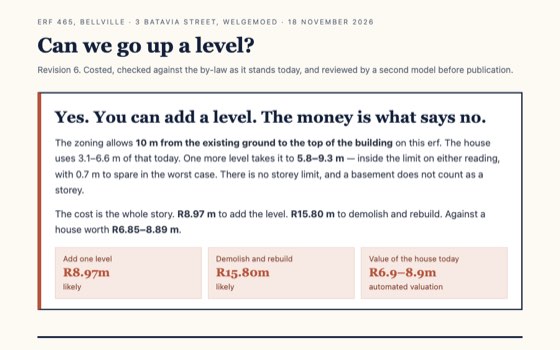 ERF 465, BELLVILLE · 3 BATAVIA STREET, WELGEMOED · 18 NOVEMBER 2026
Can we go up a level?
Revision 6. Costed, checked against the by-law as it stands today, and reviewed by a second model before publication.
Yes. You can add a level. The money is what says no.
The zoning allows 10 m from the existing ground to the top of the building on this erf. The house
uses 3.1–6.6 m of that today. One more level takes it to 5.8–9.3 m — inside the limit on either reading,
with 0.7 m to spare in the worst case. There is no storey limit, and a basement does not count as a
storey.
The cost is the whole story. R8.97 m to add the level. R15.80 m to demolish and rebuild. Against a
house worth R6.85–8.89 m.
Add one level
R8.97m
likely
Demolish and rebuild
R15.80m
likely
Value of the house today
R6.9–8.9m
automated valuation